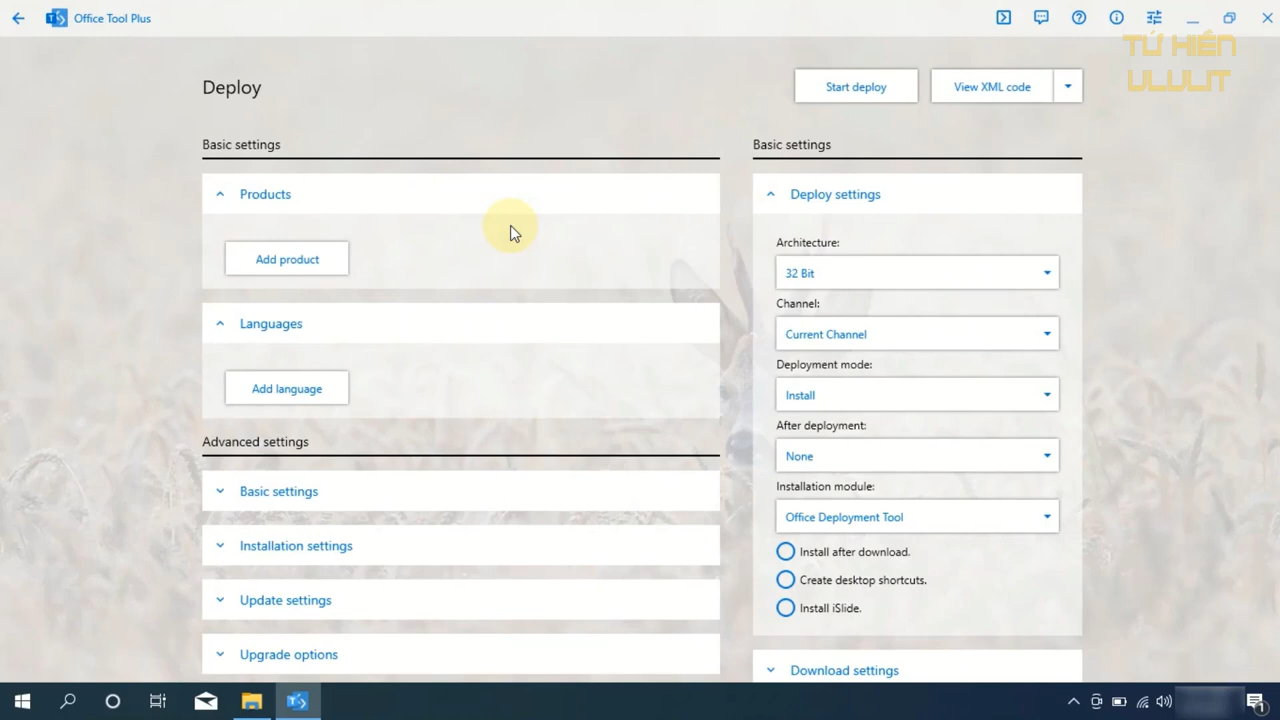 Office Tool Plus
TỨ HIỀN
ULULIT
Deploy
Start deploy
View XML code
Basic settings
Products
Add product
Languages
Add language
Advanced settings
Basic settings
Installation settings
Update settings
Upgrade options
Basic settings
Deploy settings
Architecture:
32 Bit
Channel:
Current Channel
Deployment mode:
Install
After deployment:
None
Installation module:
Office Deployment Tool
Install after download.
Create desktop shortcuts.
Install iSlide.
Download settings
1